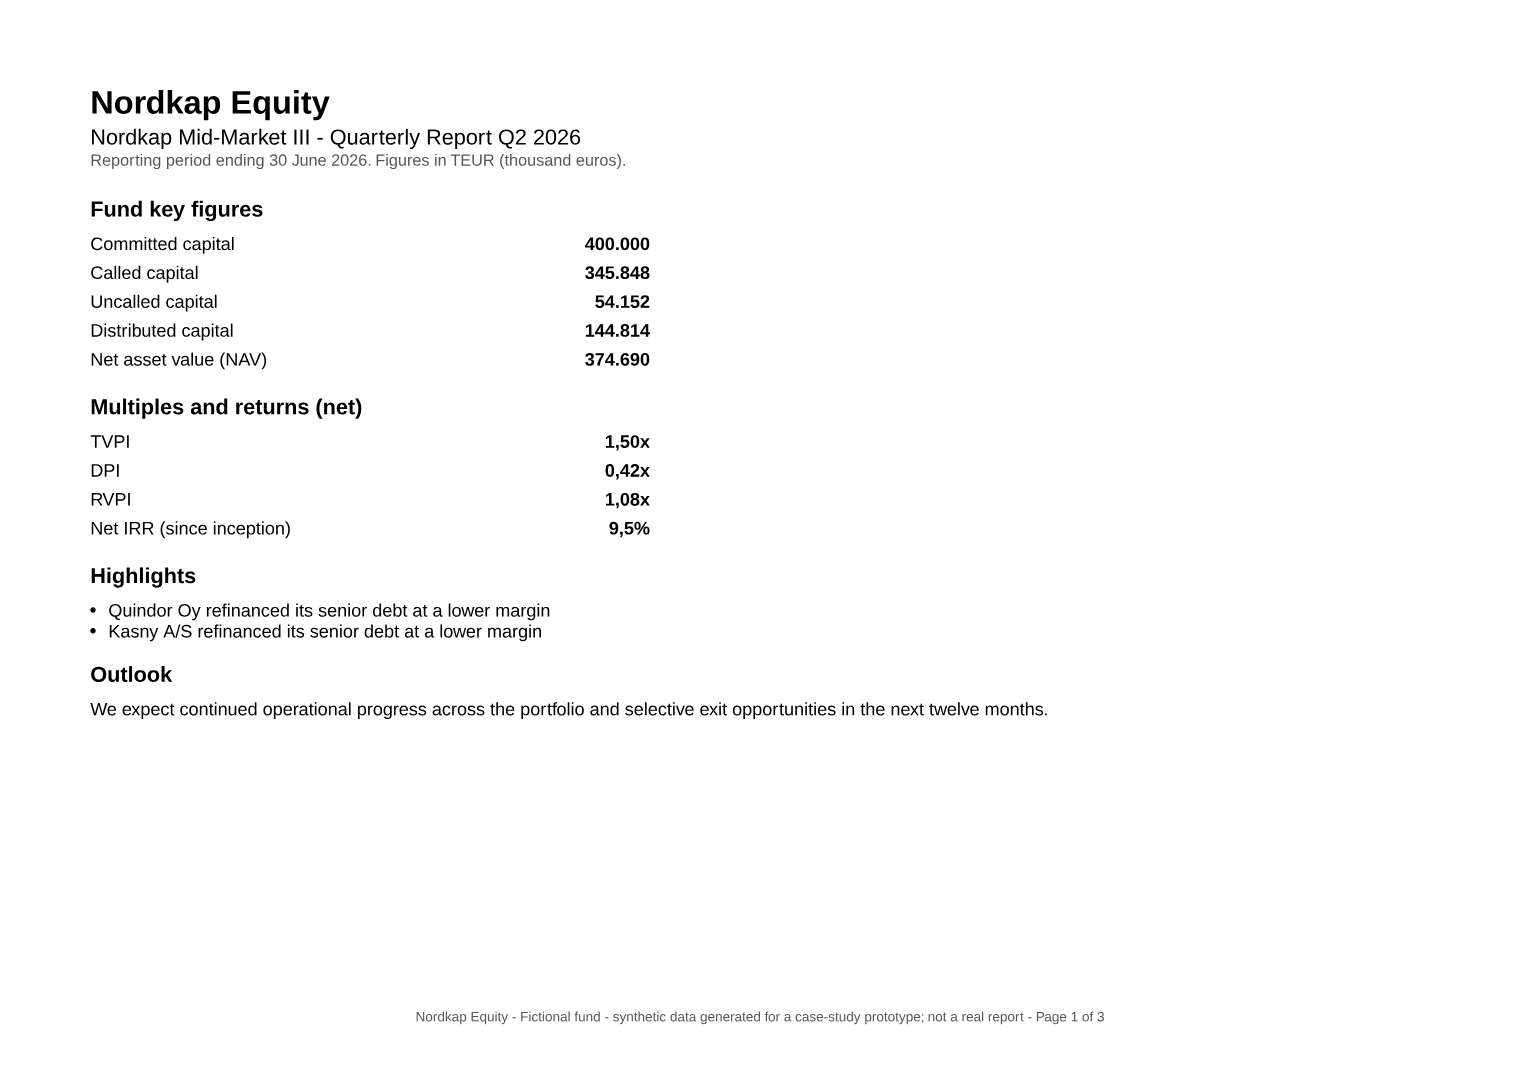 Nordkap Equity
Nordkap Mid-Market III - Quarterly Report Q2 2026
Reporting period ending 30 June 2026. Figures in TEUR (thousand euros).
Fund key figures
Committed capital 400.000
Called capital 345.848
Uncalled capital 54.152
Distributed capital 144.814
Net asset value (NAV) 374.690
Multiples and returns (net)
TVPI 1,50x
DPI 0,42x
RVPI 1,08x
Net IRR (since inception) 9,5%
Highlights
• Quindor Oy refinanced its senior debt at a lower margin
• Kasny A/S refinanced its senior debt at a lower margin
Outlook
We expect continued operational progress across the portfolio and selective exit opportunities in the next twelve months.
Nordkap Equity - Fictional fund - synthetic data generated for a case-study prototype; not a real report - Page 1 of 3